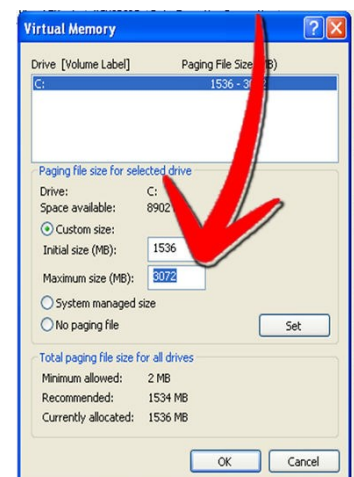 Virtual Memory
Drive [Volume Label] Paging File Size (MB)
C: 1536 - 3072
Paging file size for selected drive
Drive: C:
Space available: 8902
Custom size:
Initial size (MB): 1536
Maximum size (MB): 3072
System managed size
No paging file
Set
Total paging file size for all drives
Minimum allowed: 2 MB
Recommended: 1534 MB
Currently allocated: 1536 MB
OK Cancel